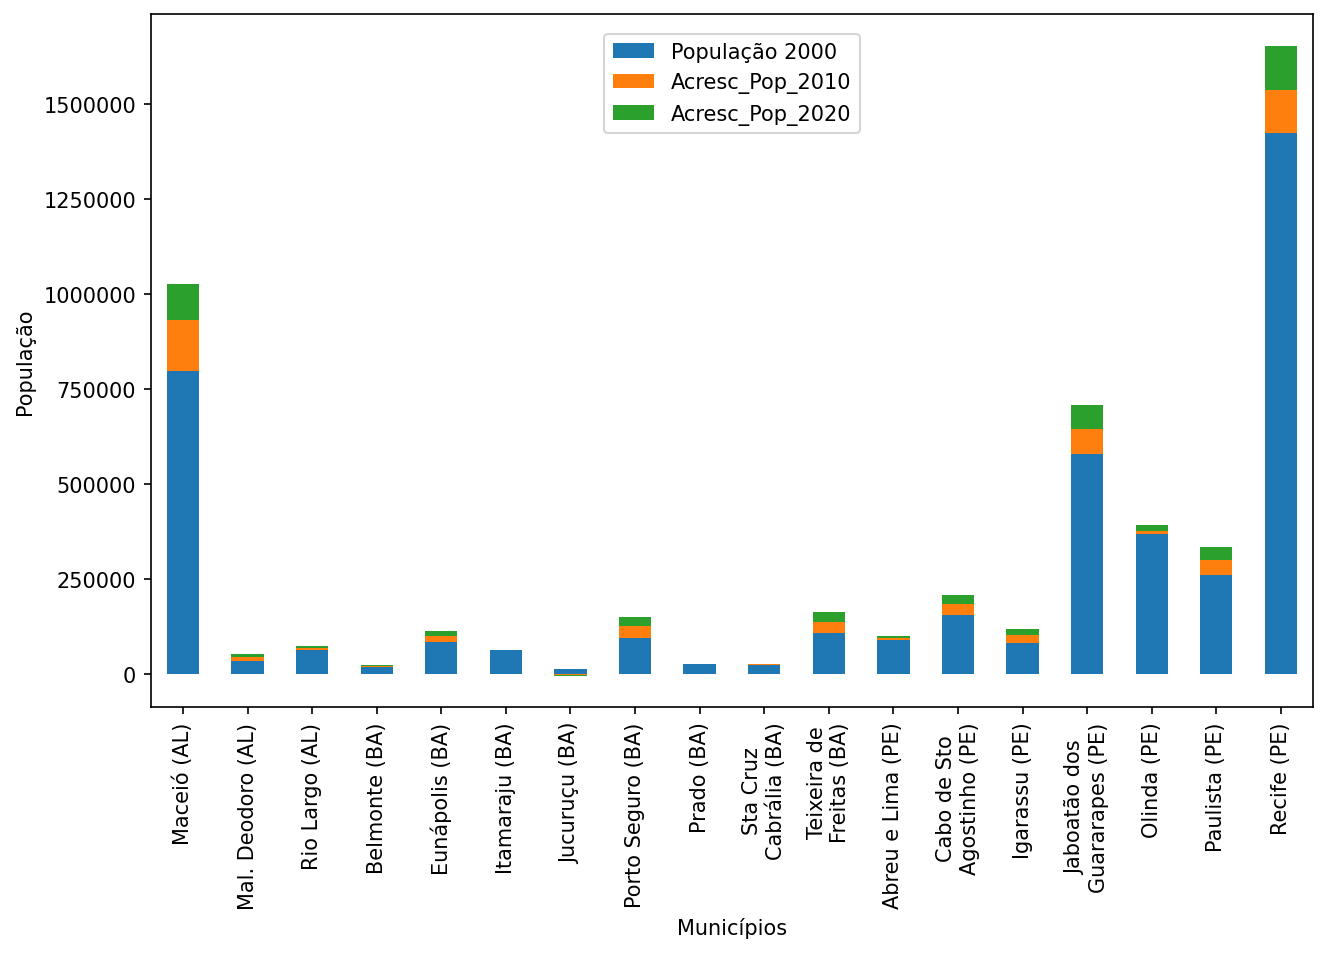 População 2000
Acresc_Pop_2010
Acresc_Pop_2020
População
1500000
1250000
1000000
750000
500000
250000
0
Maceió (AL)
Mal. Deodoro (AL)
Rio Largo (AL)
Belmonte (BA)
Eunápolis (BA)
Itamaraju (BA)
Jucuruçu (BA)
Porto Seguro (BA)
Prado (BA)
Sta Cruz
Cabrália (BA)
Teixeira de
Freitas (BA)
Abreu e Lima (PE)
Cabo de Sto
Agostinho (PE)
Igarassu (PE)
Jaboatão dos
Guararapes (PE)
Olinda (PE)
Paulista (PE)
Recife (PE)
Municípios